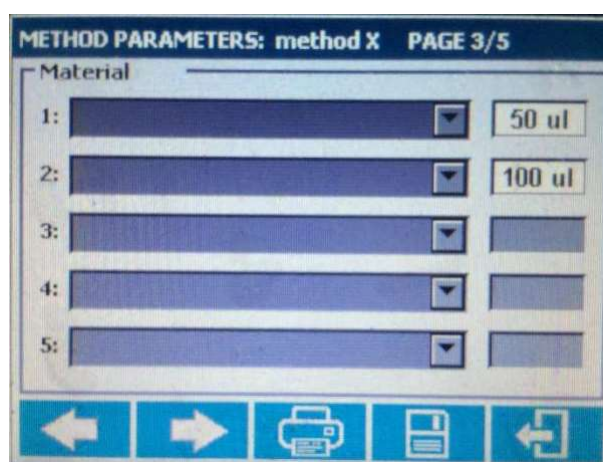 METHOD PARAMETERS: method X PAGE 3/5
Material
1: 50 ul
2: 100 ul
3:
4:
5: